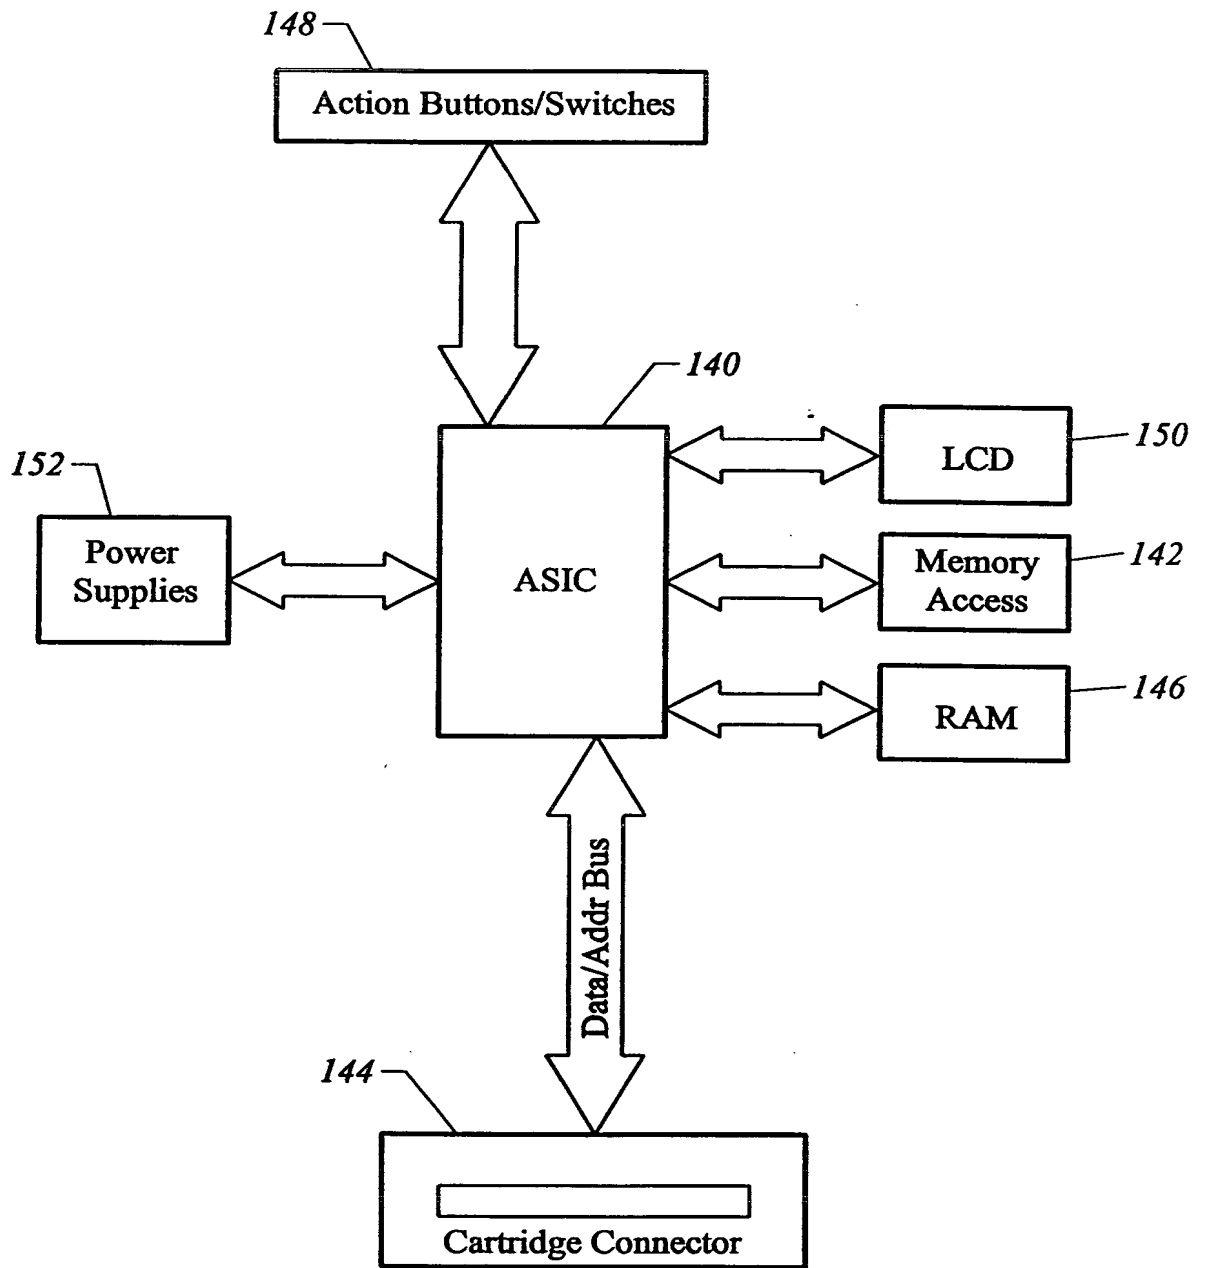 148
Action Buttons/Switches
140
150
LCD
152
Power
Supplies
ASIC
142
Memory
Access
146
RAM
Data/Addr Bus
144
Cartridge Connector